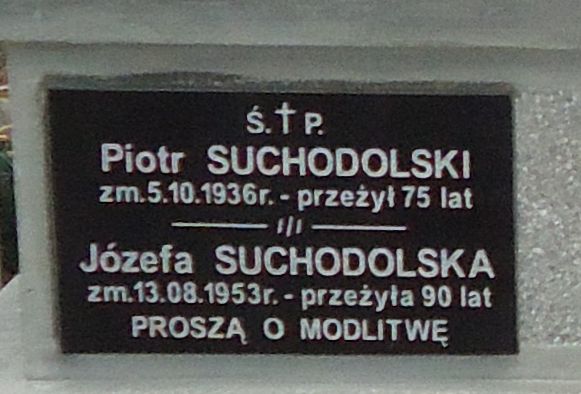 Ś.†P.
Piotr SUCHODOLSKI
zm.5.10.1936r. - przeżył 75 lat
Józefa SUCHODOLSKA
zm.13.08.1953r. - przeżyła 90 lat
PROSZĄ O MODLITWĘ